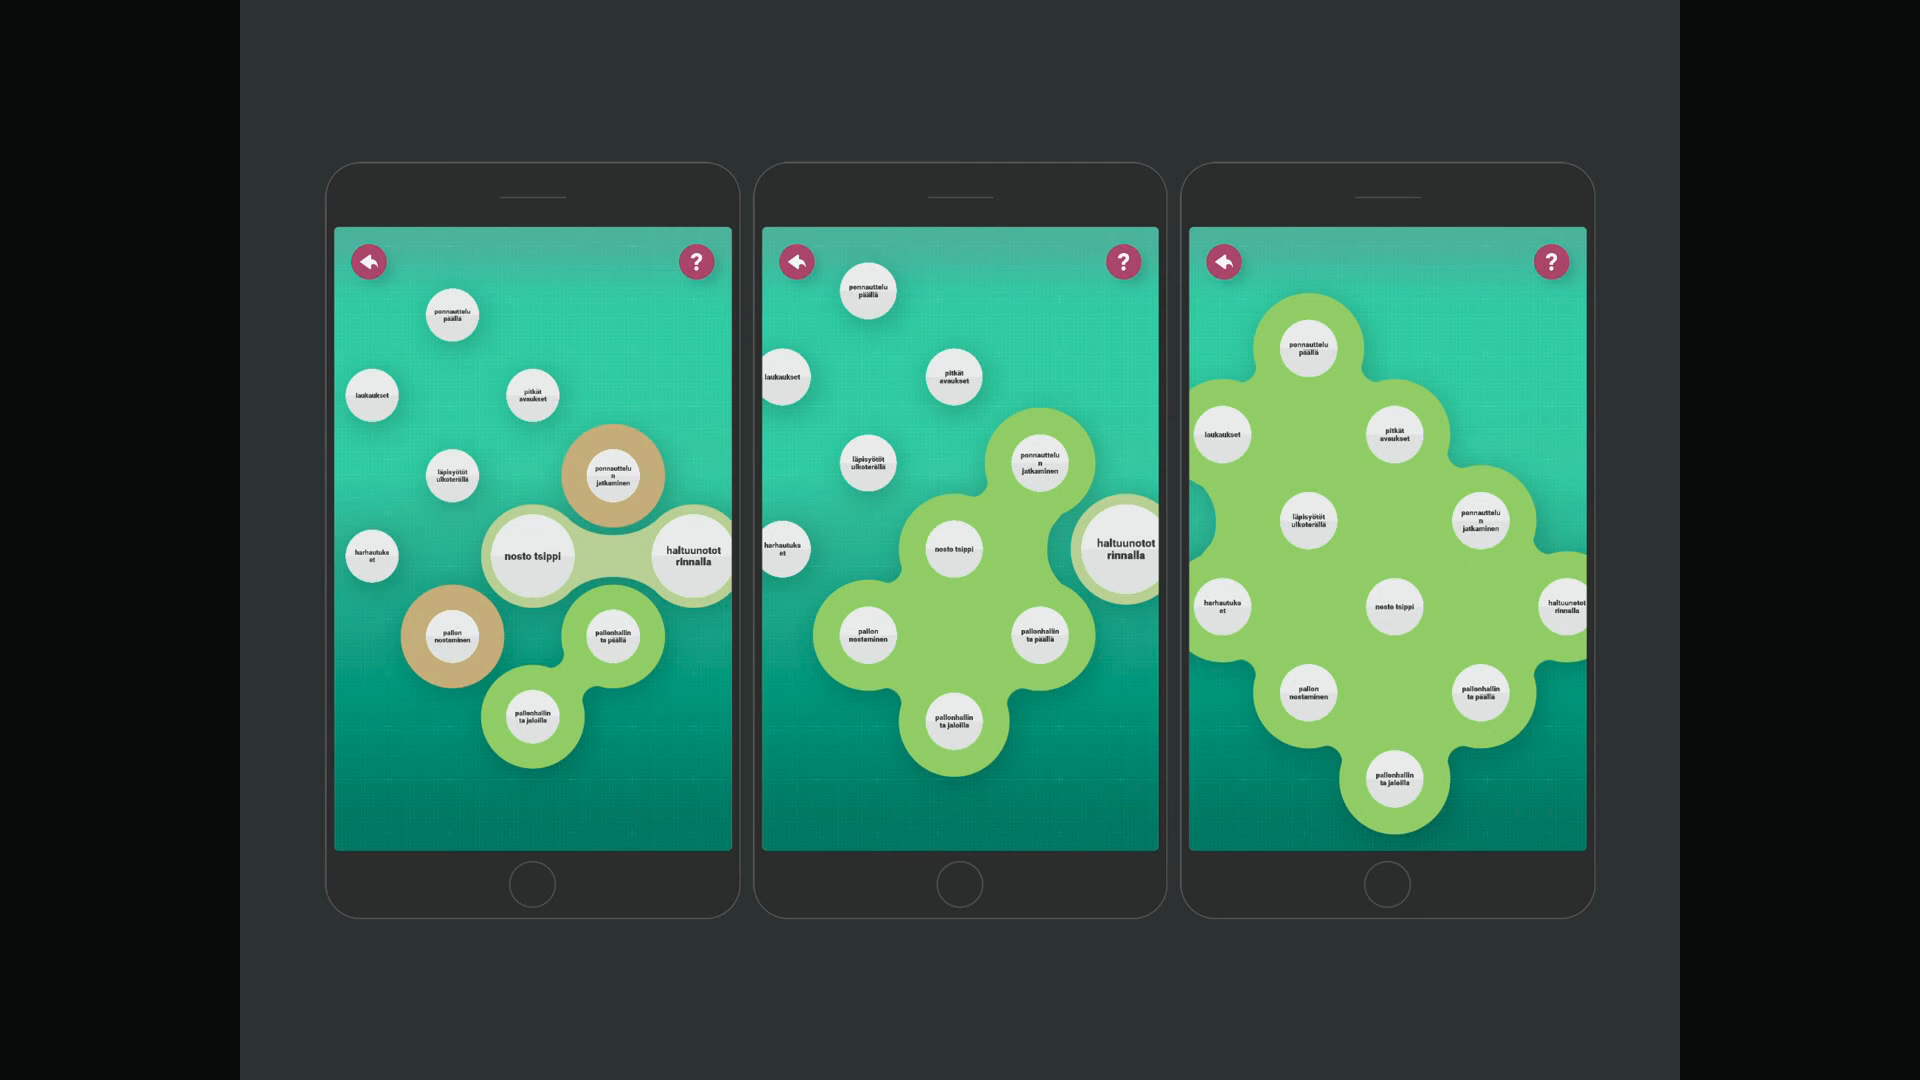 ?
ponnauttelu
päällä
laukaukset
pitkät
avaukset
läpisyötöt
ulkoterällä
ponnauttelu
n
jatkaminen
harhautuks
et
nosto tsippi
haltuunotot
rinnalla
pallon
nostaminen
pallonhallin
ta päällä
pallonhallin
ta jaloilla
?
ponnauttelu
päällä
laukaukset
pitkät
avaukset
läpisyötöt
ulkoterällä
ponnauttelu
n
jatkaminen
harhautuks
et
nosto tsippi
haltuunotot
rinnalla
pallon
nostaminen
pallonhallin
ta päällä
pallonhallin
ta jaloilla
?
ponnauttelu
päällä
laukaukset
pitkät
avaukset
läpisyötöt
ulkoterällä
ponnauttelu
n
jatkaminen
harhautuks
et
nosto tsippi
haltuunotot
rinnalla
pallon
nostaminen
pallonhallin
ta päällä
pallonhallin
ta jaloilla